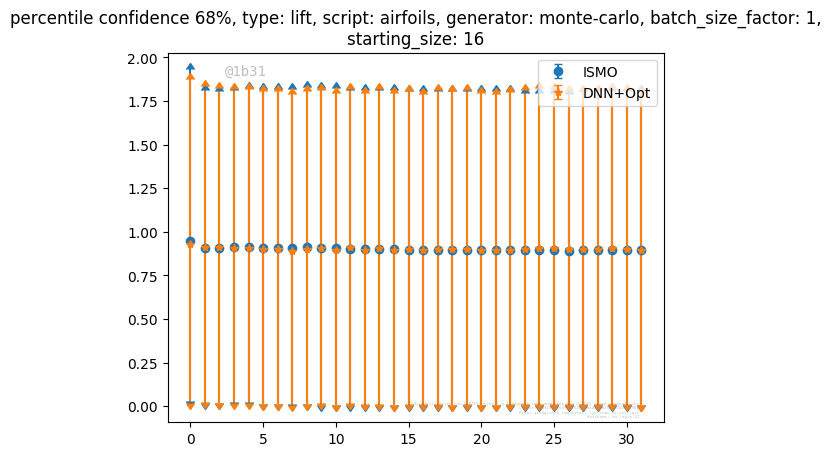 percentile confidence 68%, type: lift, script: airfoils, generator: monte-carlo, batch_size_factor: 1,
starting_size: 16
@1b31
ISMO
DNN+Opt
2.00
1.75
1.50
1.25
1.00
0.75
0.50
0.25
0.00
0 5 10 15 20 25 30